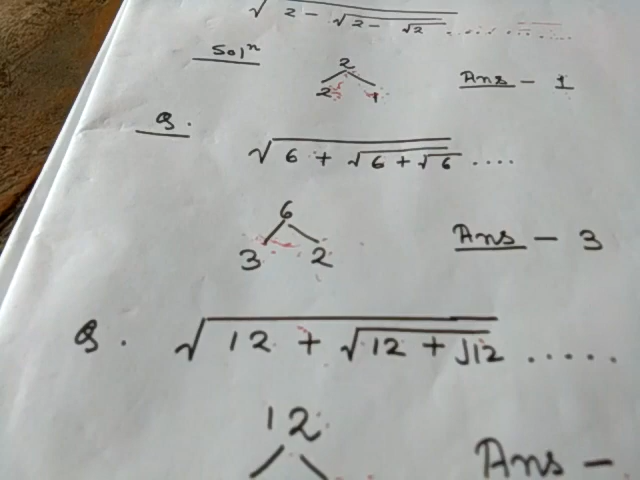 √2 - √2 - √2 ............
Solⁿ
2
2 1
Ans - 1
Q.
√6 + √6 + √6 ....
6
3 2
Ans - 3
Q. √12 + √12 + √12 .....
12
Ans -